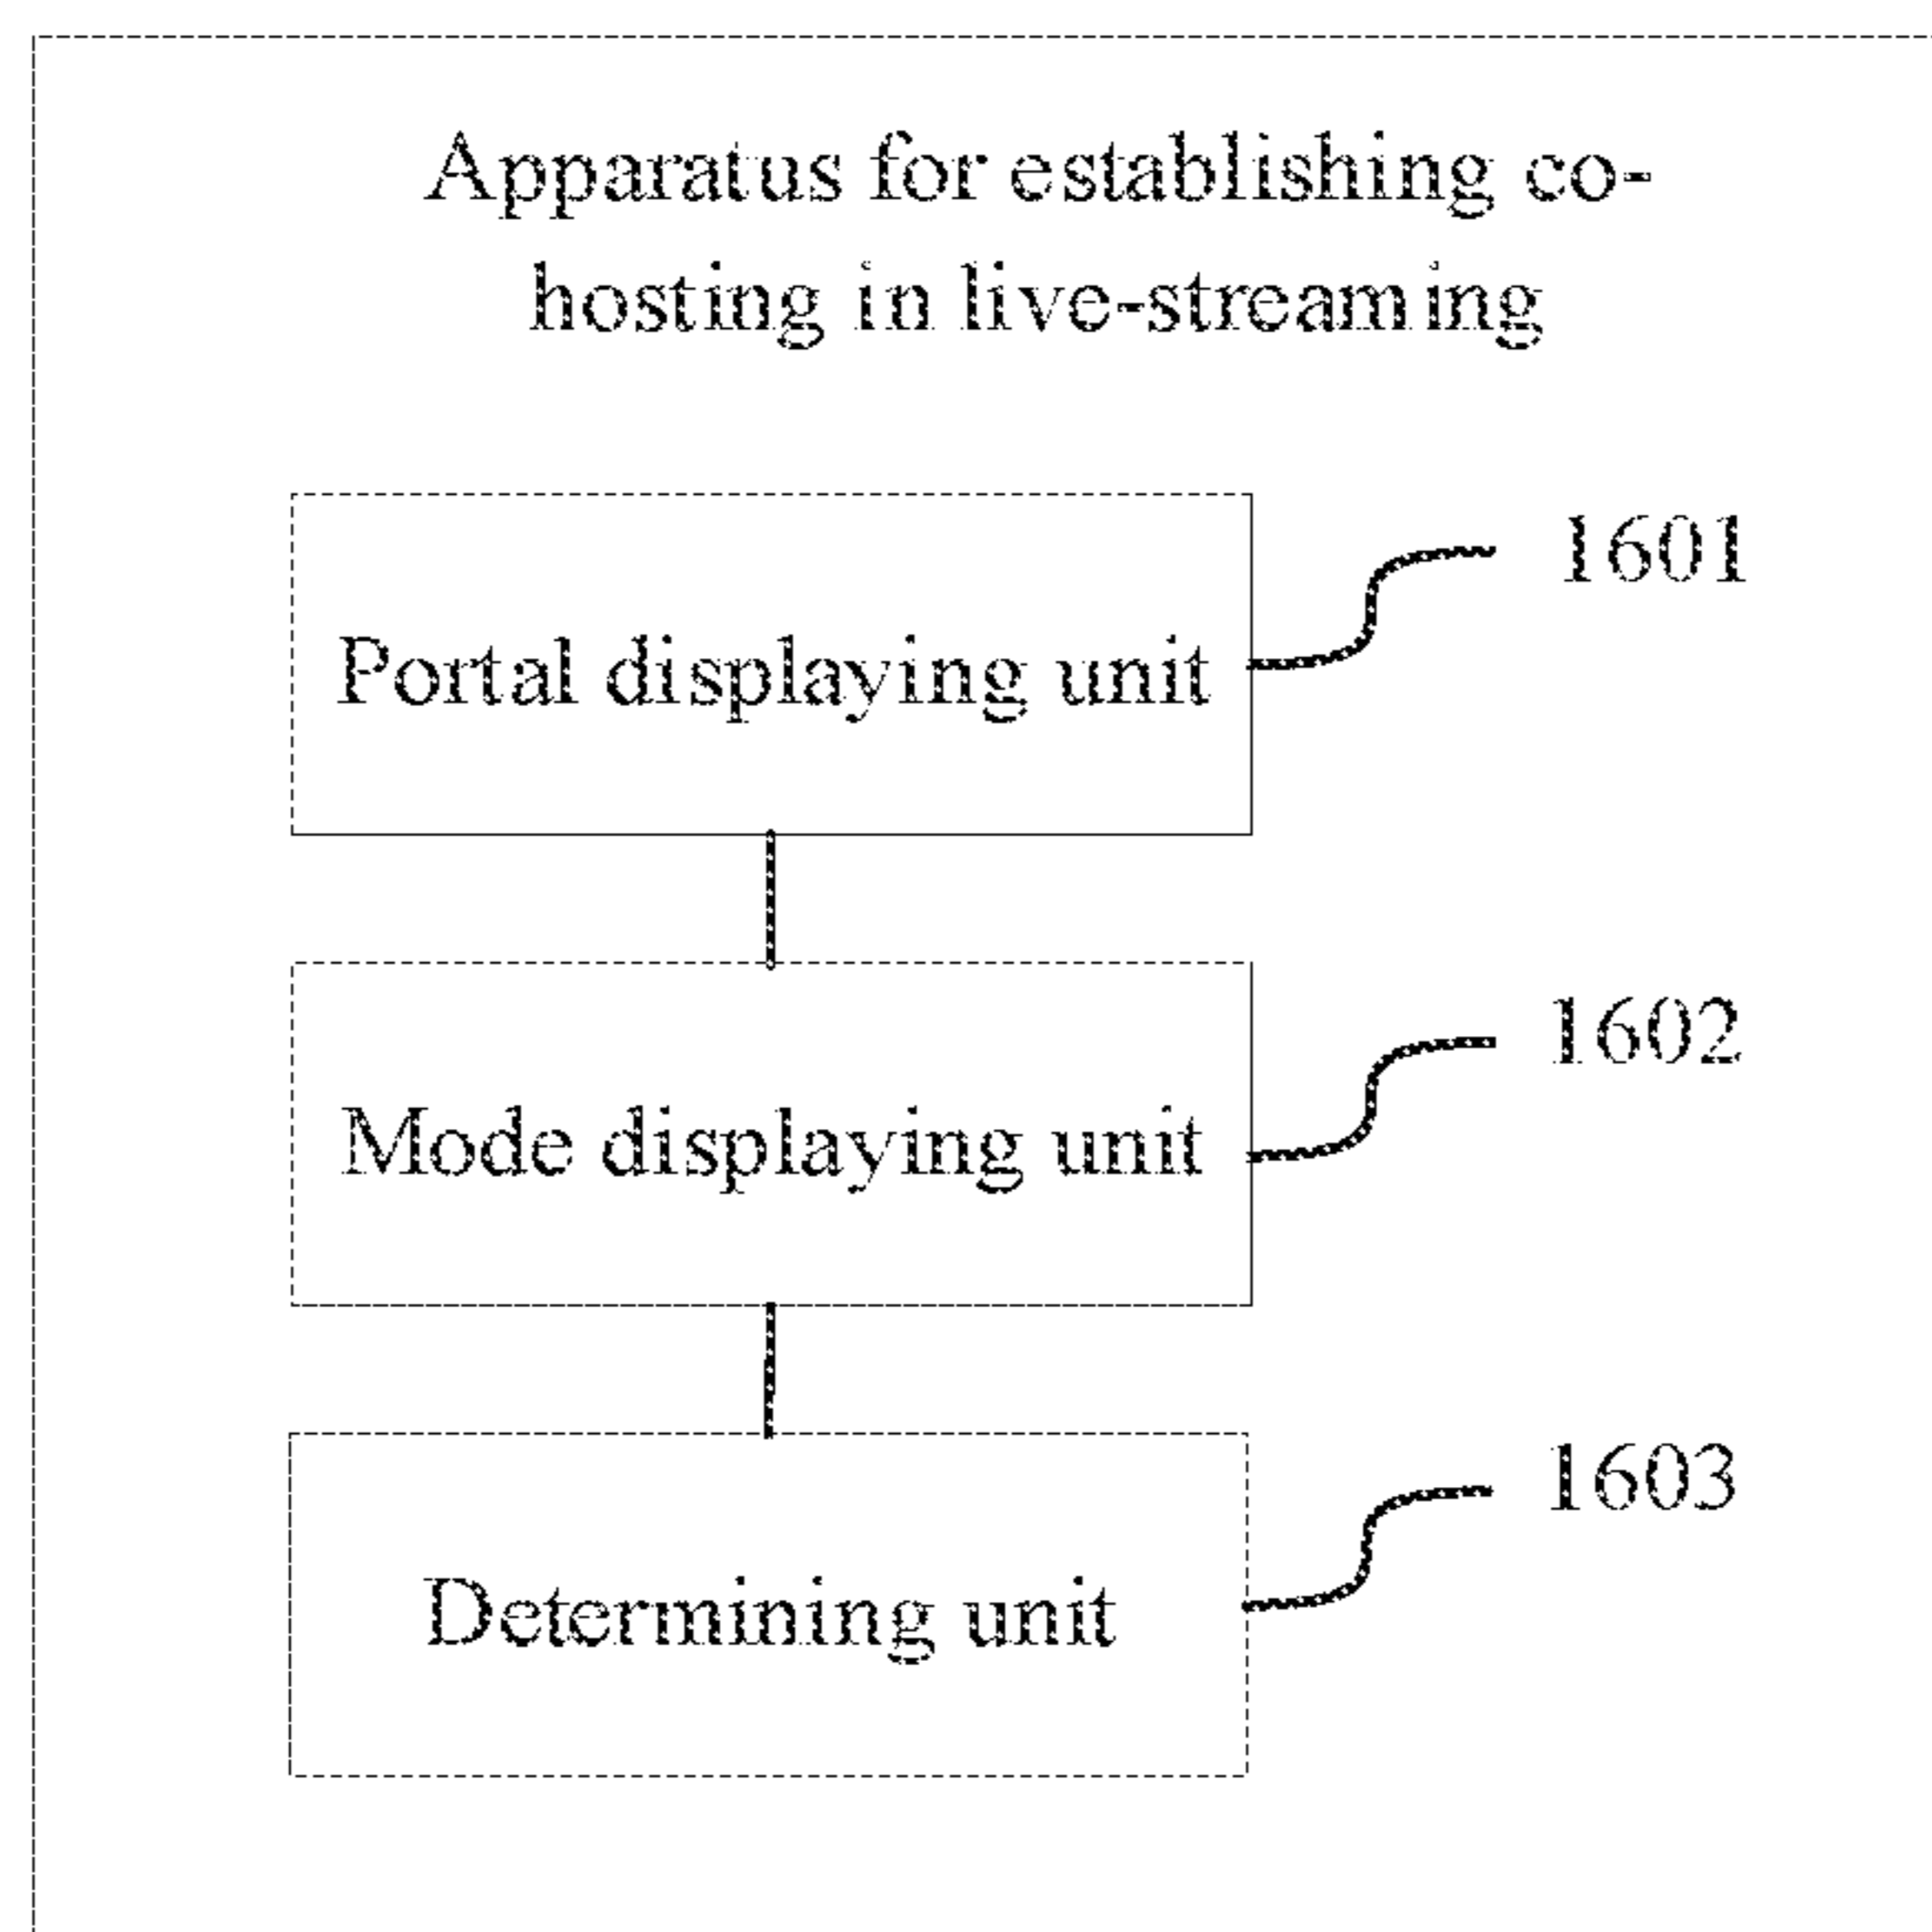 Apparatus for establishing co-
hosting in live-streaming
1601
Portal displaying unit
1602
Mode displaying unit
1603
Determining unit